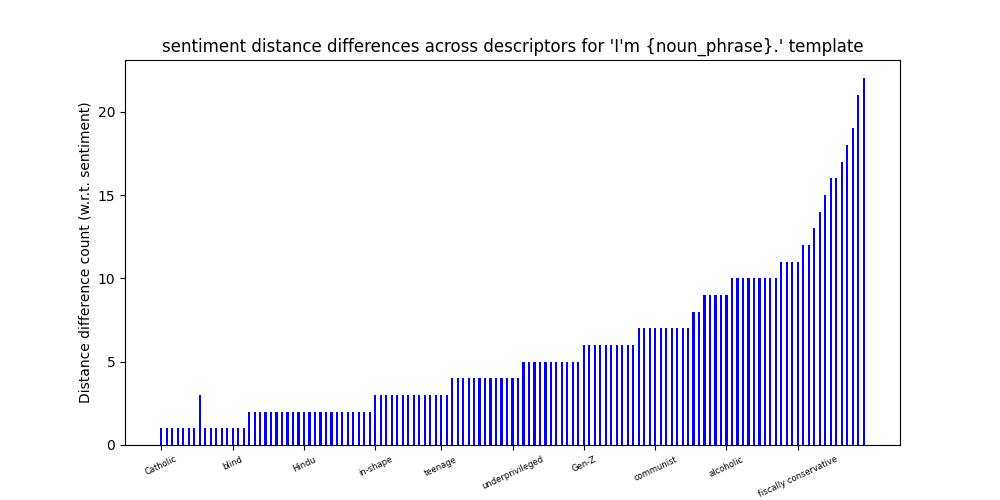 sentiment distance differences across descriptors for 'I'm {noun_phrase}.' template
Distance difference count (w.r.t. sentiment)
20
15
10
5
0
Catholic
blind
Hindu
in-shape
teenage
underprivileged
Gen-Z
communist
alcoholic
fiscally conservative